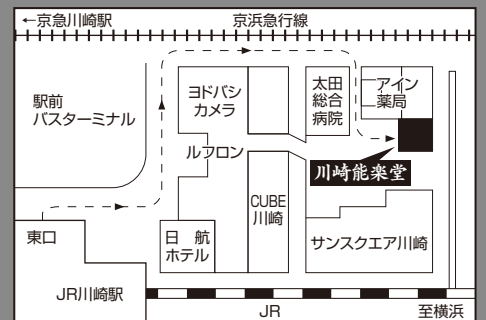 ←京急川崎駅
京浜急行線
駅前
バスターミナル
ヨドバシ
カメラ
ルフロン
太田
総合
病院
アイン
薬局
川崎能楽堂
CUBE
川崎
東口
日 航
ホテル
サンスクエア川崎
JR川崎駅
JR
至横浜